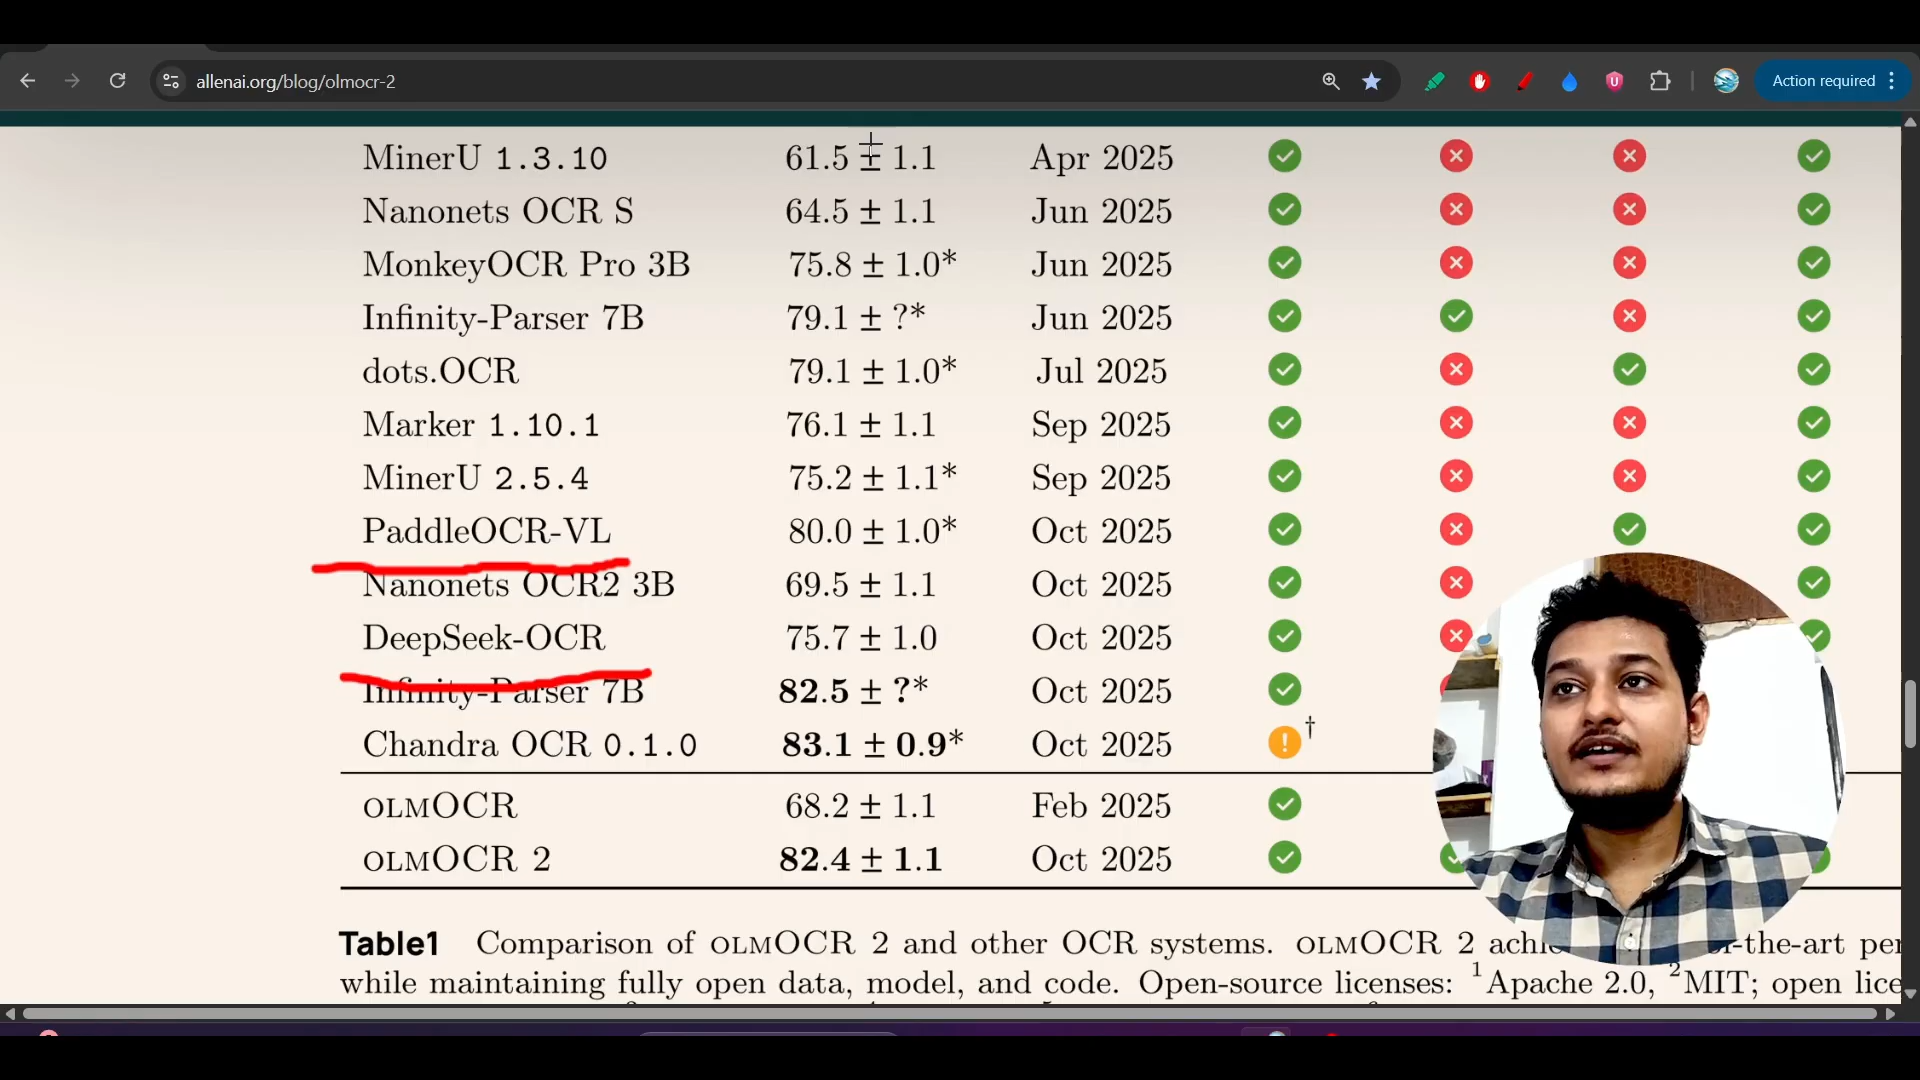 allenai.org/blog/olmocr-2
Action required
MinerU 1.3.10 61.5 ± 1.1 Apr 2025
Nanonets OCR S 64.5 ± 1.1 Jun 2025
MonkeyOCR Pro 3B 75.8 ± 1.0* Jun 2025
Infinity-Parser 7B 79.1 ± ?* Jun 2025
dots.OCR 79.1 ± 1.0* Jul 2025
Marker 1.10.1 76.1 ± 1.1 Sep 2025
MinerU 2.5.4 75.2 ± 1.1* Sep 2025
PaddleOCR-VL 80.0 ± 1.0* Oct 2025
Nanonets OCR2 3B 69.5 ± 1.1 Oct 2025
DeepSeek-OCR 75.7 ± 1.0 Oct 2025
Infinity-Parser 7B 82.5 ± ?* Oct 2025
Chandra OCR 0.1.0 83.1 ± 0.9* Oct 2025 †
OLMOCR 68.2 ± 1.1 Feb 2025
OLMOCR 2 82.4 ± 1.1 Oct 2025
Table1 Comparison of OLMOCR 2 and other OCR systems. OLMOCR 2 -the-art
while maintaining fully open data, model, and code. Open-source licenses: ¹Apache 2.0, ²MIT; open